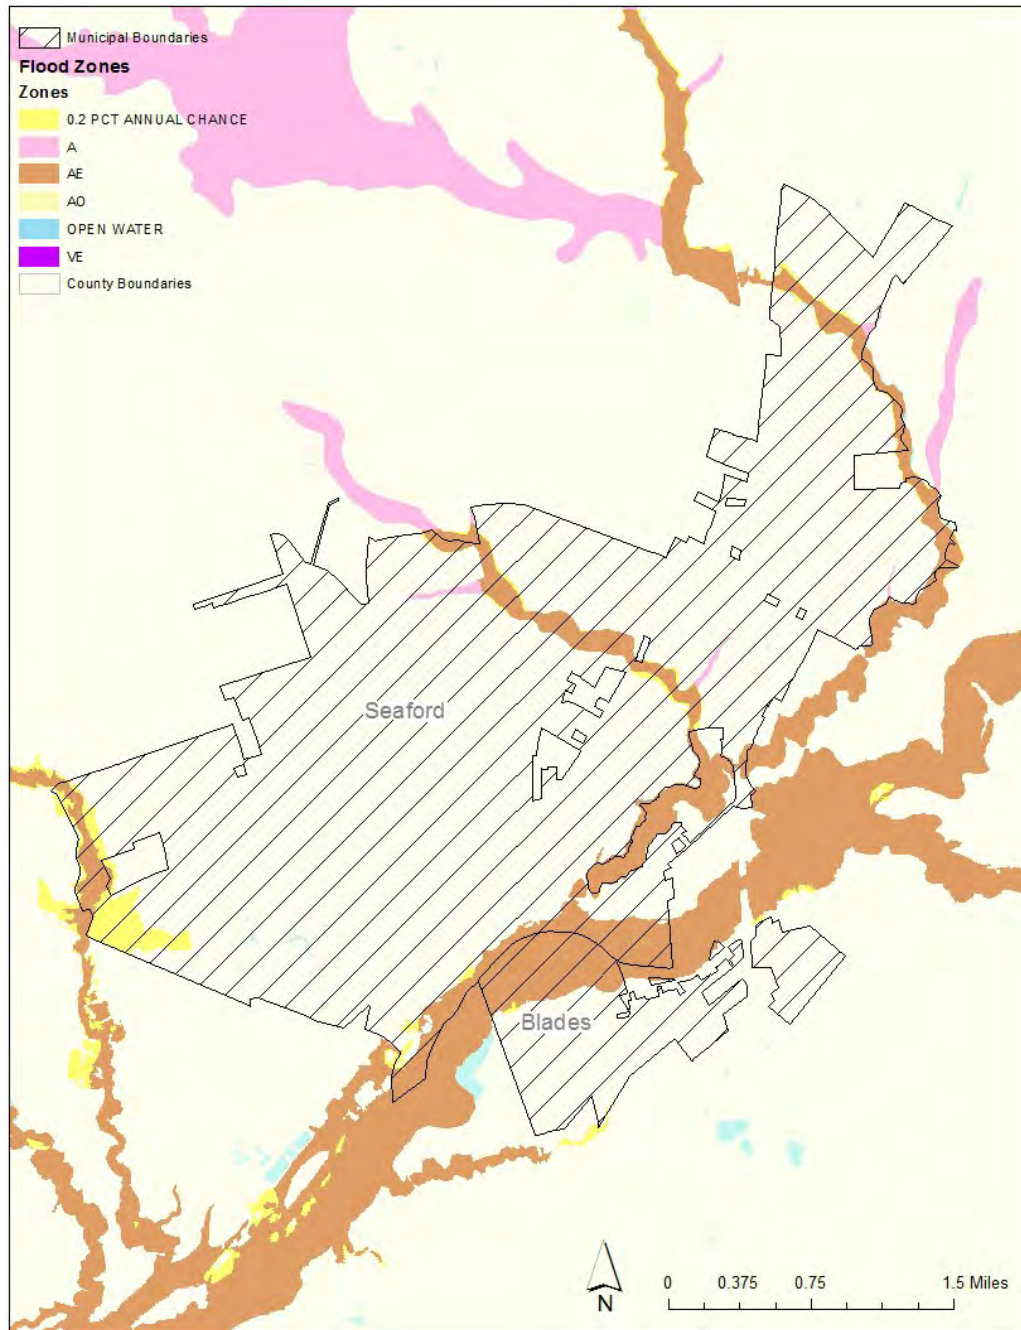 Municipal Boundaries
Flood Zones
Zones
0.2 PCT ANNUAL CHANCE
A
AE
AO
OPEN WATER
VE
County Boundaries
Seaford
Blades
N
0 0.375 0.75 1.5 Miles